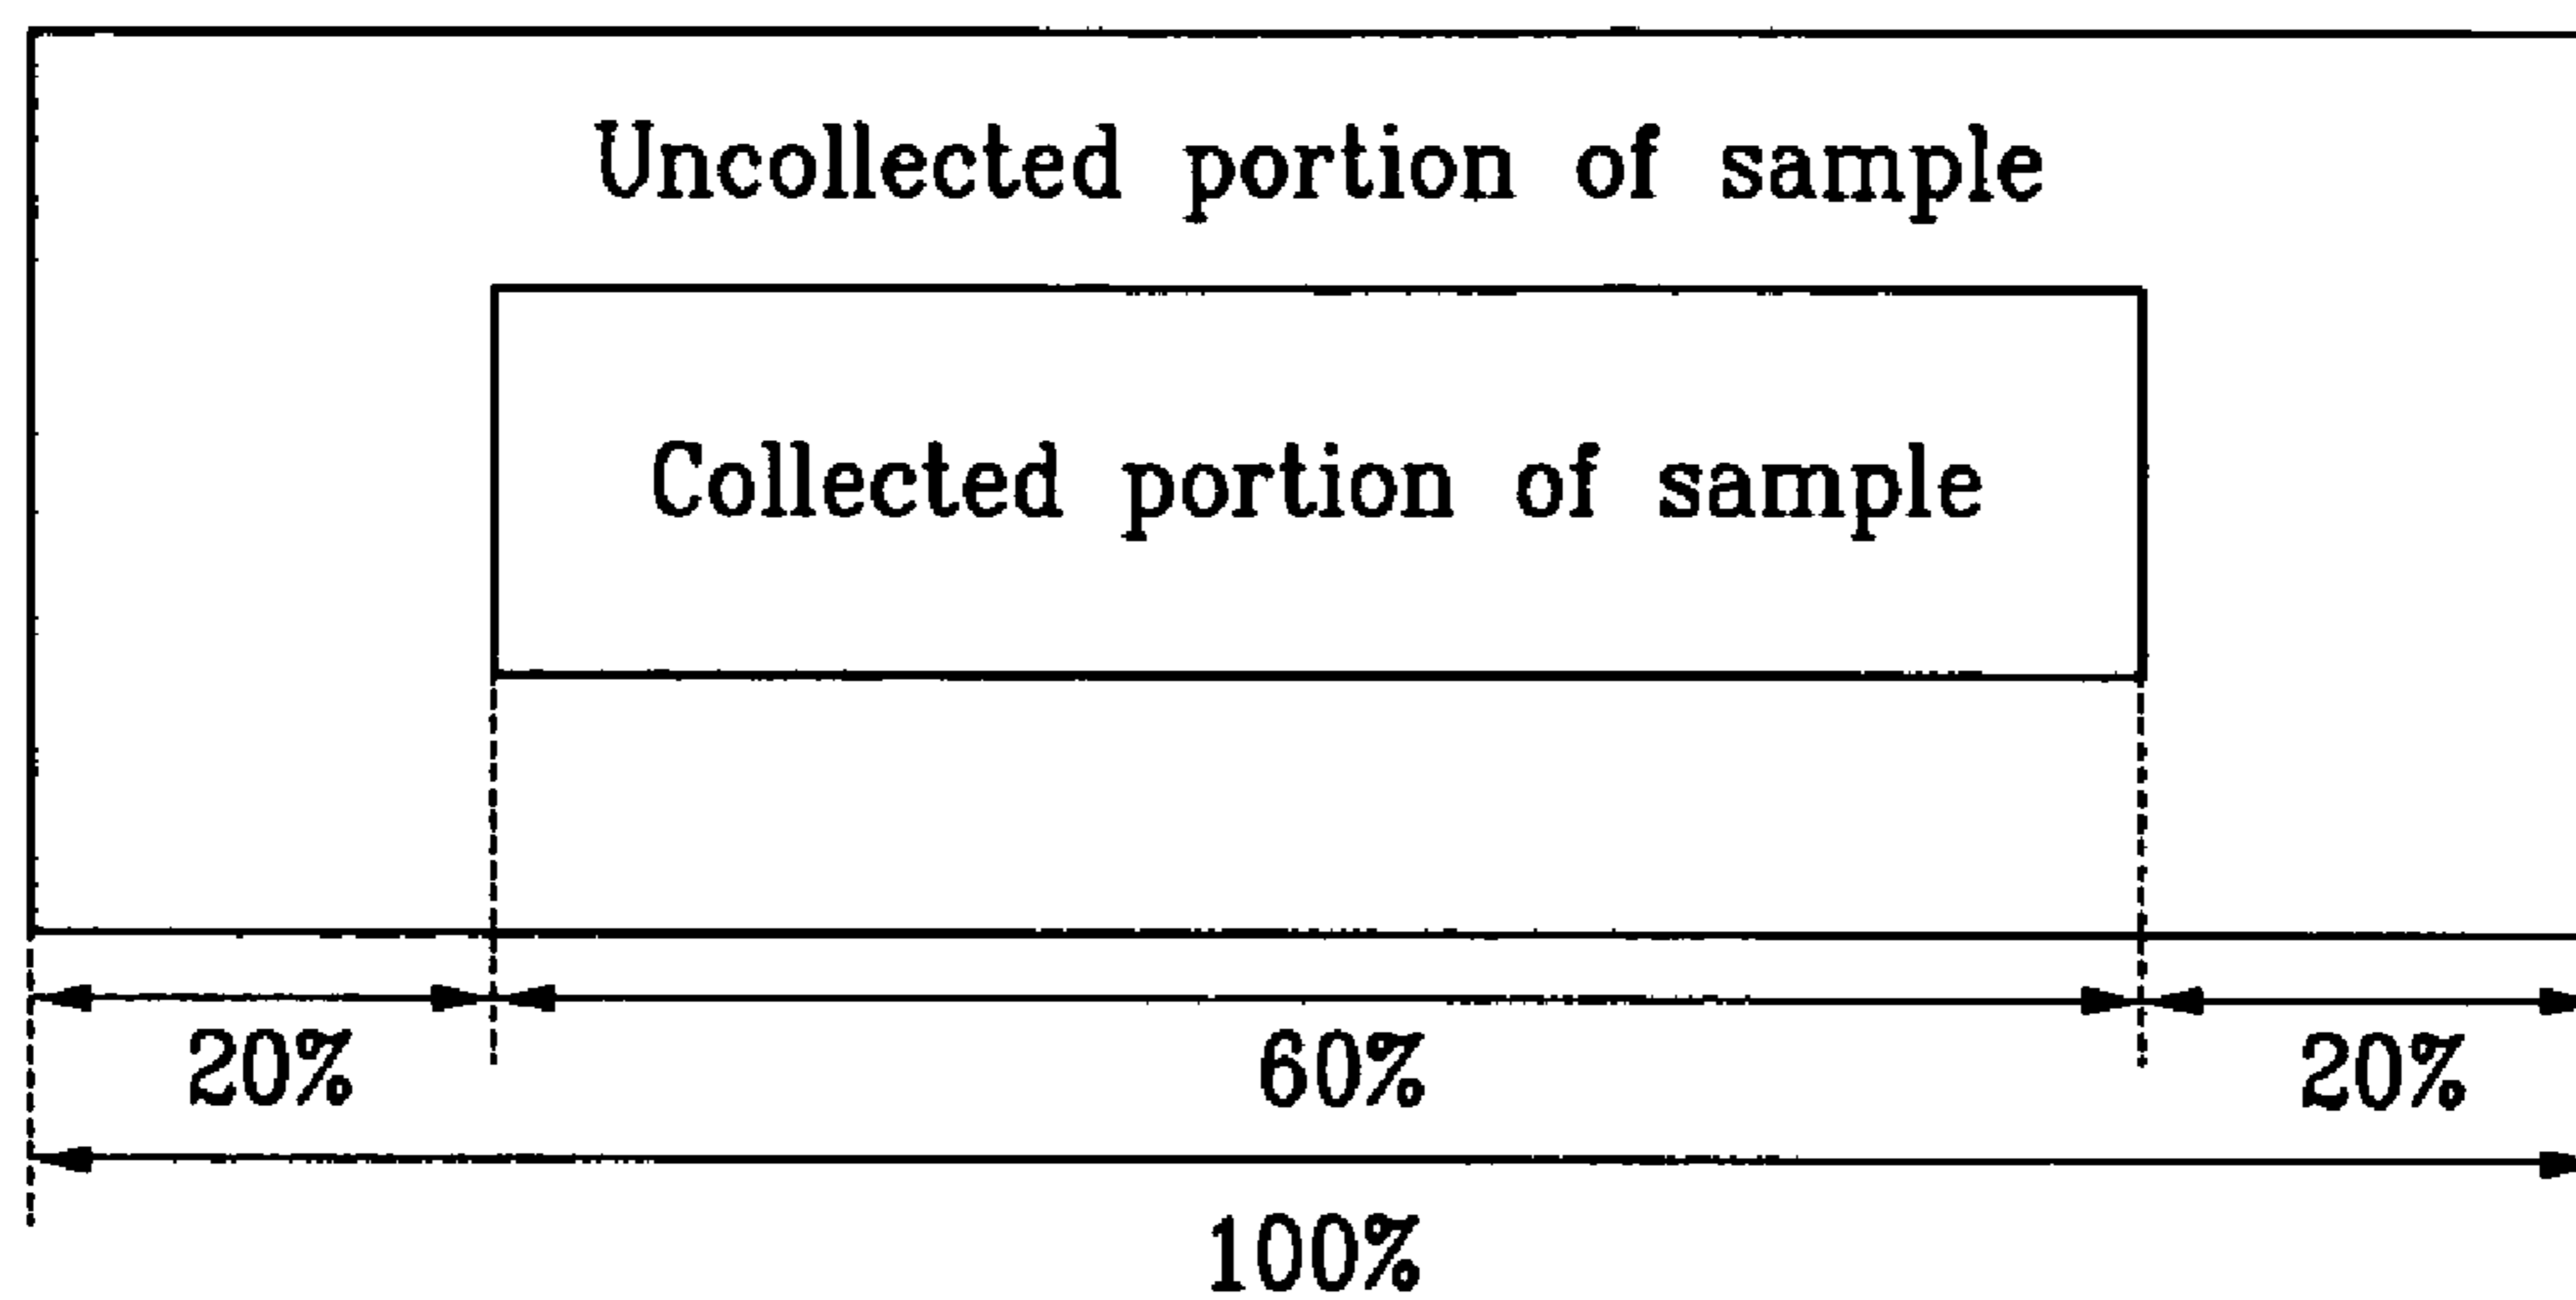 Uncollected portion of sample
Collected portion of sample
20% 60% 20%
100%